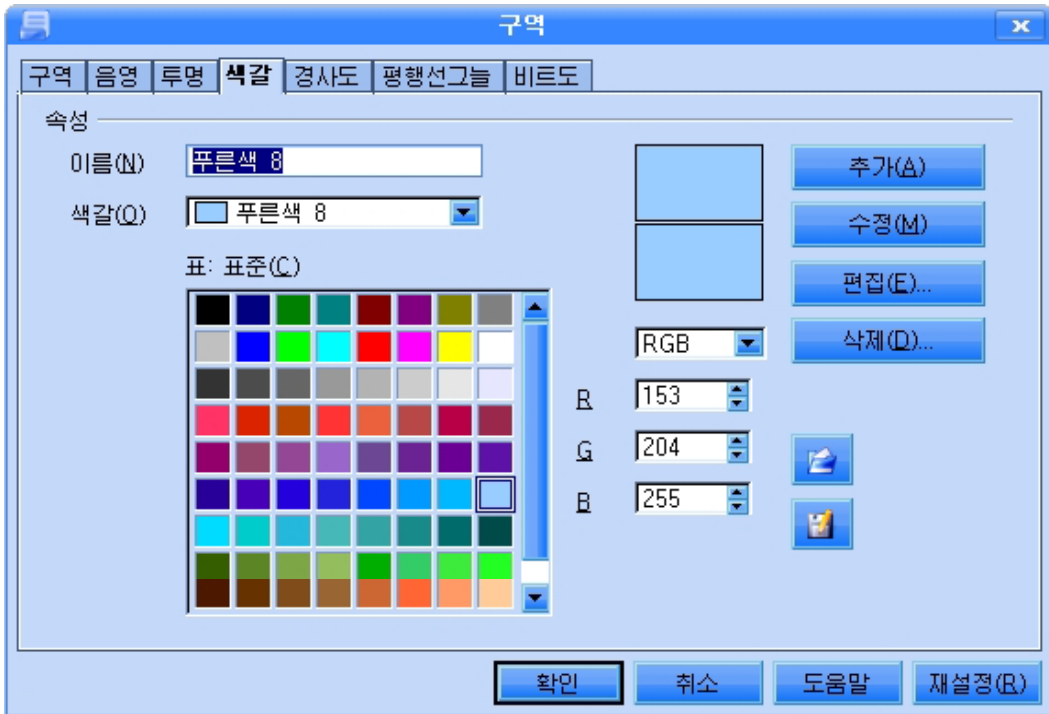 구역
구역 음영 투명 색갈 경사도 평행선그늘 비트도
속성
이름(N) 푸른색 8 추가(A)
색갈(O) 푸른색 8 수정(M)
표: 표준(C) 편집(E)...
RGB 삭제(D)...
R 153
G 204
B 255
확인 취소 도움말 재설정(R)